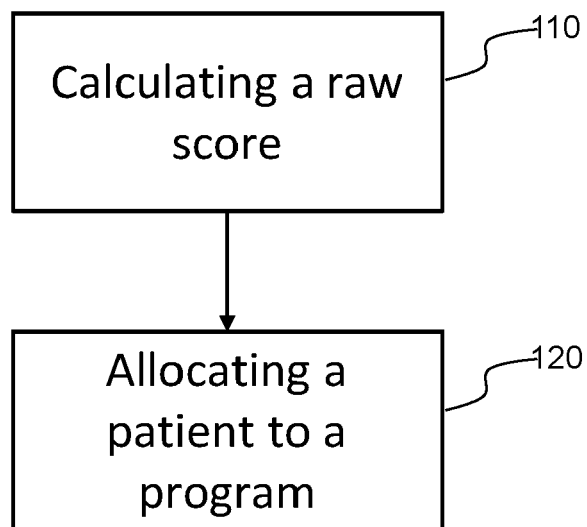 110
Calculating a raw
score
120
Allocating a
patient to a
program